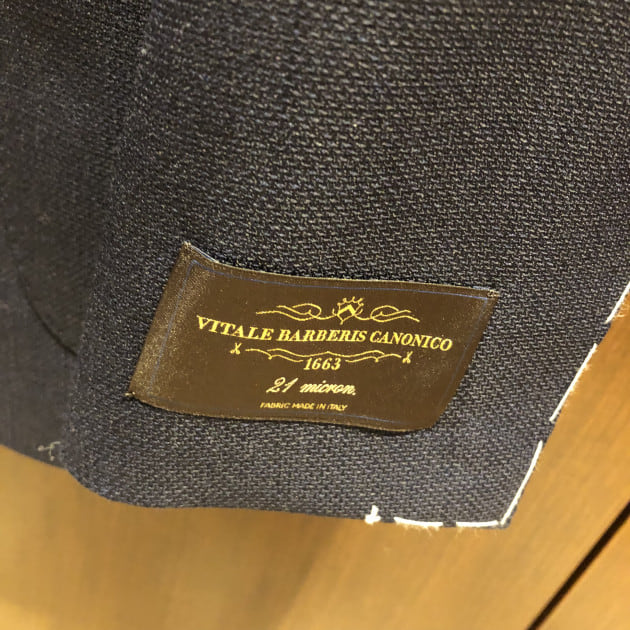 VITALE BARBERIS CANONICO
1663
21 micron.
FABRIC MADE IN ITALY